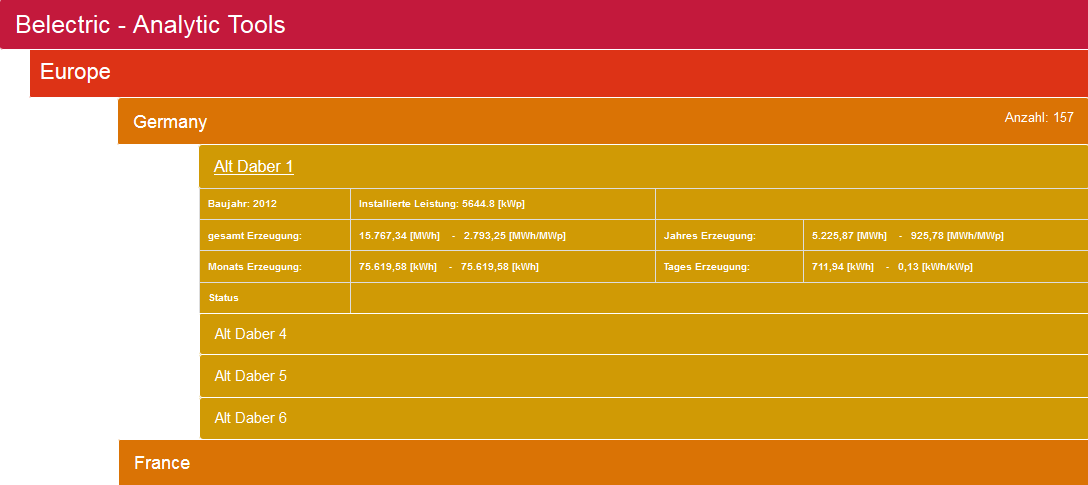 Belectric - Analytic Tools
Europe
Germany Anzahl: 157
Alt Daber 1
Baujahr: 2012 Installierte Leistung: 5644.8 [kWp]
gesamt Erzeugung: 15.767,34 [MWh] - 2.793,25 [MWh/MWp] Jahres Erzeugung: 5.225,87 [MWh] - 925,78 [MWh/MWp]
Monats Erzeugung: 75.619,58 [kWh] - 75.619,58 [kWh] Tages Erzeugung: 711,94 [kWh] - 0,13 [kWh/kWp]
Status
Alt Daber 4
Alt Daber 5
Alt Daber 6
France